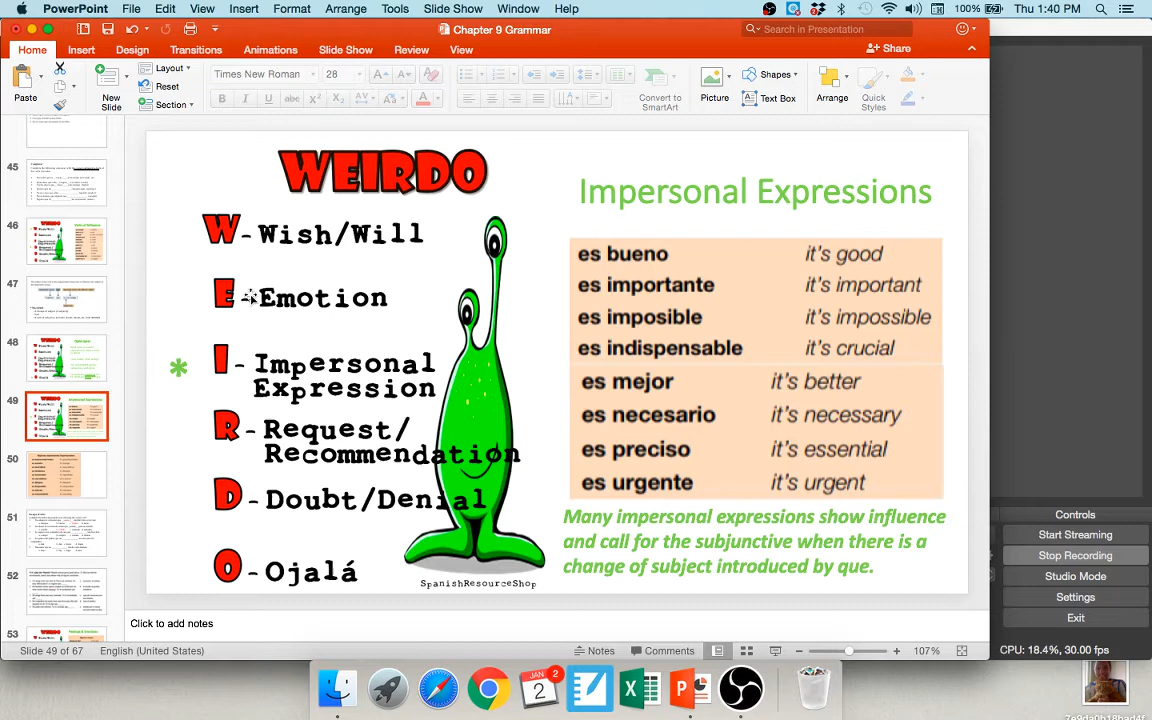 PowerPoint File Edit View Insert Format Arrange Tools Slide Show Window Help 100% Thu 1:40 PM
Chapter 9 Grammar
Search in Presentation
Home Insert Design Transitions Animations Slide Show Review View Share
Paste
New Slide
Layout
Reset
Section
Times New Roman 28
B I U abc X² X₂ AV Aa A
Convert to SmartArt
Picture
Shapes
Text Box
Arrange
Quick Styles
45
46
47
48
49
50
51
52
53
WEIRDO
W - Wish/Will
E - Emotion
* I - Impersonal
Expression
R - Request/
Recommendation
D - Doubt/Denial
O - Ojalá
SpanishResourceShop
Impersonal Expressions
es bueno it's good
es importante it's important
es imposible it's impossible
es indispensable it's crucial
es mejor it's better
es necesario it's necessary
es preciso it's essential
es urgente it's urgent
Many impersonal expressions show influence
and call for the subjunctive when there is a
change of subject introduced by que.
Click to add notes
Slide 49 of 67 English (United States) Notes Comments 107%
Controls
Start Streaming
Stop Recording
Studio Mode
Settings
Exit
CPU: 18.4%, 30.00 fps
JAN
2
2